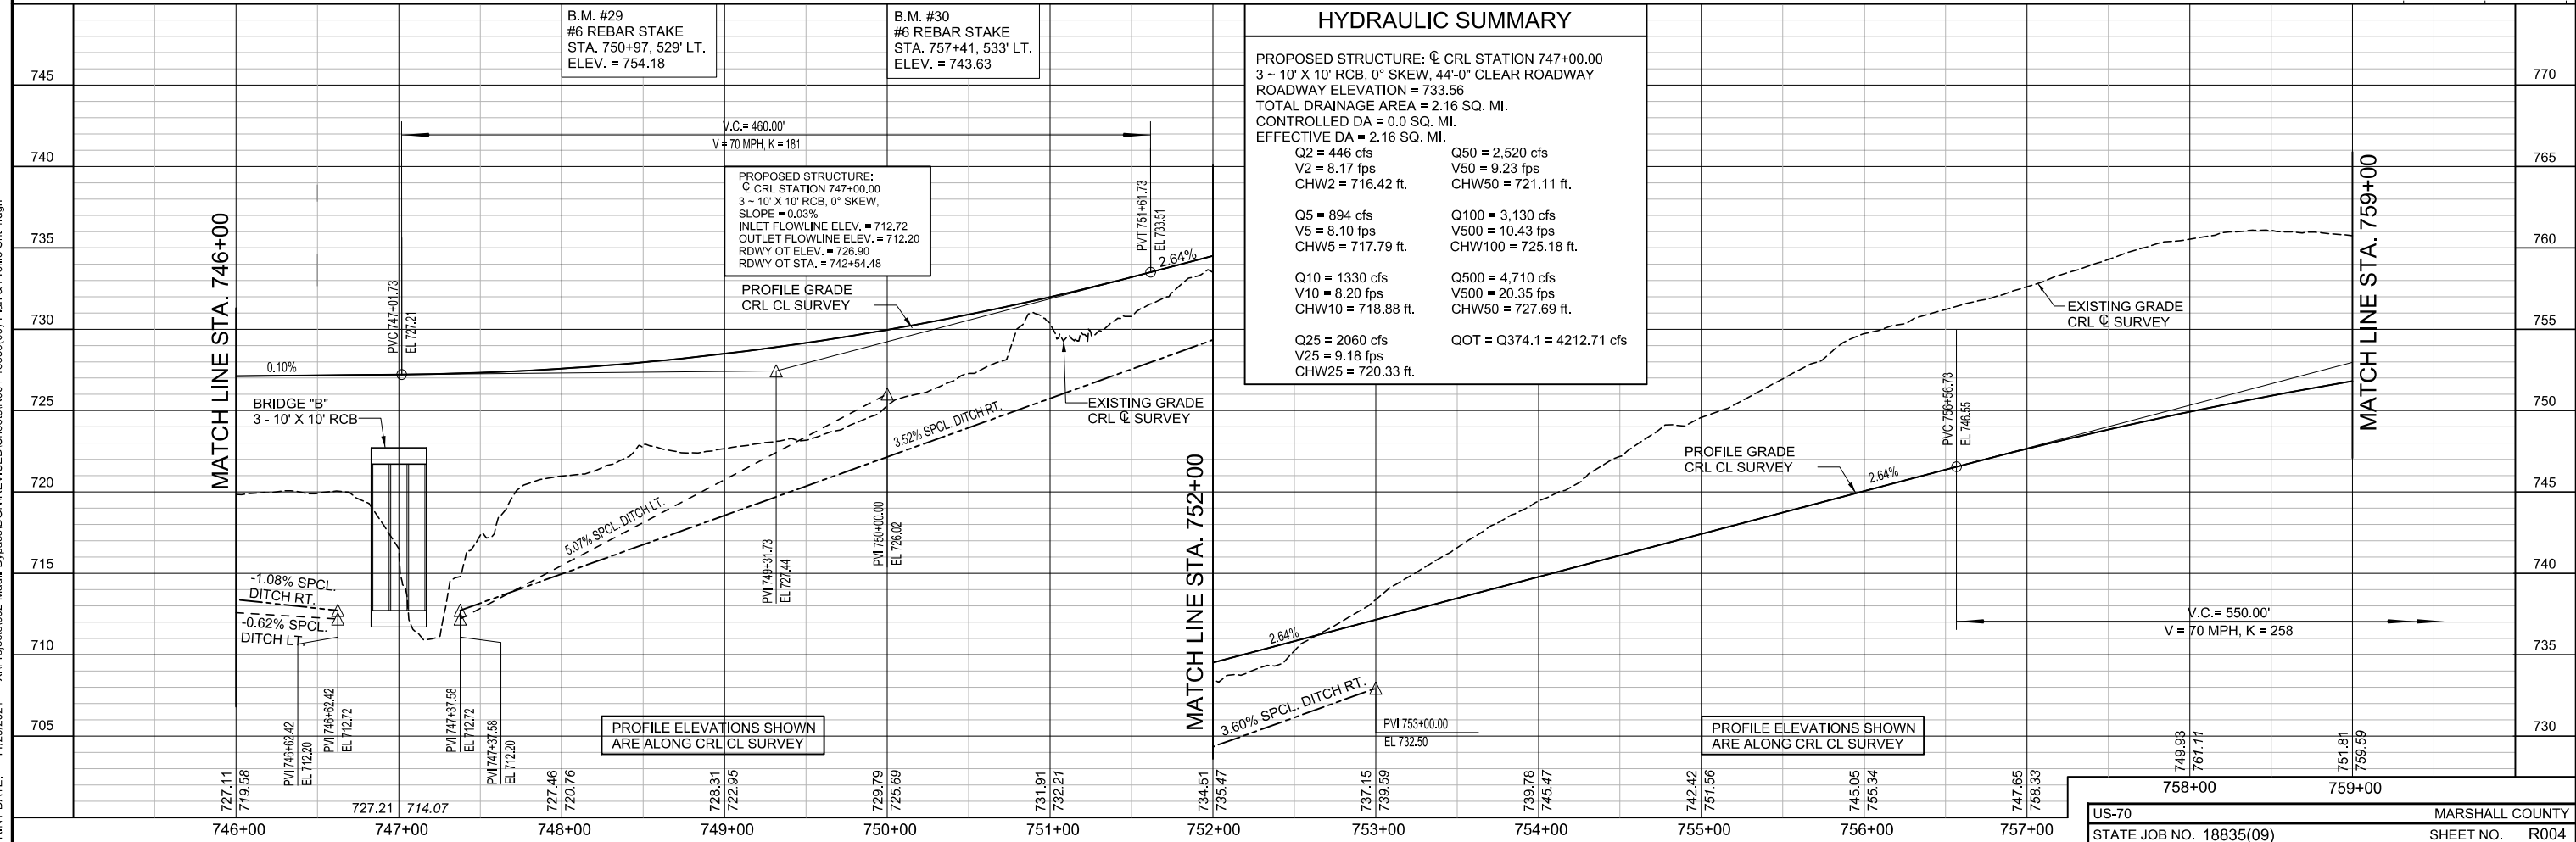 B.M. #29
#6 REBAR STAKE
STA. 750+97, 529' LT.
ELEV. = 754.18
B.M. #30
#6 REBAR STAKE
STA. 757+41, 533' LT.
ELEV. = 743.63
HYDRAULIC SUMMARY
PROPOSED STRUCTURE: ℄ CRL STATION 747+00.00
3 ~ 10' X 10' RCB, 0° SKEW, 44'-0" CLEAR ROADWAY
ROADWAY ELEVATION = 733.56
TOTAL DRAINAGE AREA = 2.16 SQ. MI.
CONTROLLED DA = 0.0 SQ. MI.
EFFECTIVE DA = 2.16 SQ. MI.
Q2 = 446 cfs
V2 = 8.17 fps
CHW2 = 716.42 ft.
Q5 = 894 cfs
V5 = 8.10 fps
CHW5 = 717.79 ft.
Q10 = 1330 cfs
V10 = 8.20 fps
CHW10 = 718.88 ft.
Q25 = 2060 cfs
V25 = 9.18 fps
CHW25 = 720.33 ft.
Q50 = 2,520 cfs
V50 = 9.23 fps
CHW50 = 721.11 ft.
Q100 = 3,130 cfs
V500 = 10.43 fps
CHW100 = 725.18 ft.
Q500 = 4,710 cfs
V500 = 20.35 fps
CHW50 = 727.69 ft.
QOT = Q374.1 = 4212.71 cfs
745
740
735
730
725
720
715
710
705
770
765
760
755
750
745
740
735
730
MATCH LINE STA. 746+00
V.C.= 460.00'
V = 70 MPH, K = 181
PVC 747+01.73
EL 727.21
PROPOSED STRUCTURE:
℄ CRL STATION 747+00.00
3 ~ 10' X 10' RCB, 0° SKEW,
SLOPE = 0.03%
INLET FLOWLINE ELEV. = 712.72
OUTLET FLOWLINE ELEV. = 712.20
RDWY OT ELEV. = 726.90
RDWY OT STA. = 742+54.48
PROFILE GRADE
CRL CL SURVEY
PVT 751+61.73
EL 733.51
2.64%
0.10%
BRIDGE "B"
3 - 10' X 10' RCB
EXISTING GRADE
CRL ℄ SURVEY
3.52% SPCL. DITCH RT.
5.07% SPCL. DITCH LT.
PVI 749+31.73
EL 727.44
PVI 750+00.00
EL 726.02
-1.08% SPCL.
DITCH RT.
-0.62% SPCL.
DITCH LT.
PVI 746+62.42
EL 712.20
PVI 746+62.42
EL 712.72
PVI 747+37.58
EL 712.72
PVI 747+37.58
EL 712.20
PROFILE ELEVATIONS SHOWN
ARE ALONG CRL CL SURVEY
MATCH LINE STA. 752+00
2.64%
3.60% SPCL. DITCH RT.
PVI 753+00.00
EL 732.50
PROFILE GRADE
CRL CL SURVEY
2.64%
PVC 756+56.73
EL 746.55
EXISTING GRADE
CRL ℄ SURVEY
MATCH LINE STA. 759+00
V.C.= 550.00'
V = 70 MPH, K = 258
PROFILE ELEVATIONS SHOWN
ARE ALONG CRL CL SURVEY
727.11
719.58
727.21 714.07
727.46
720.76
728.31
722.95
729.79
725.69
731.91
732.21
734.51
735.47
737.15
739.59
739.78
745.47
742.42
751.56
745.05
755.34
747.65
758.33
749.93
761.11
751.81
759.59
746+00
747+00
748+00
749+00
750+00
751+00
752+00
753+00
754+00
755+00
756+00
757+00
758+00
759+00
US-70 MARSHALL COUNTY
STATE JOB NO. 18835(09) SHEET NO. R004